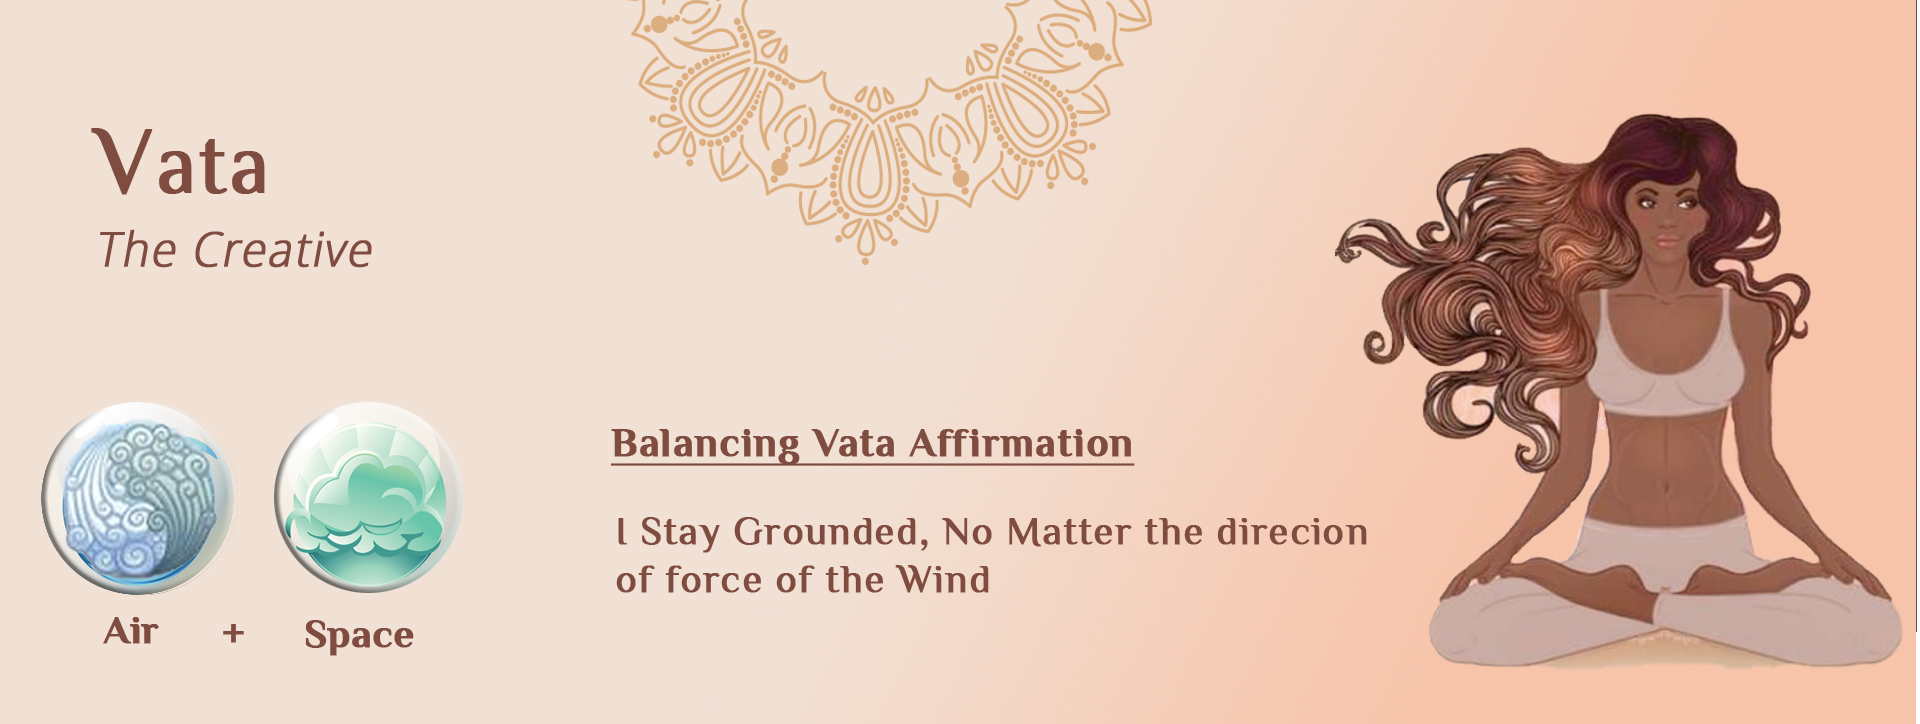 Vata
The Creative
Air + Space
Balancing Vata Affirmation
I Stay Grounded, No Matter the direcion
of force of the Wind